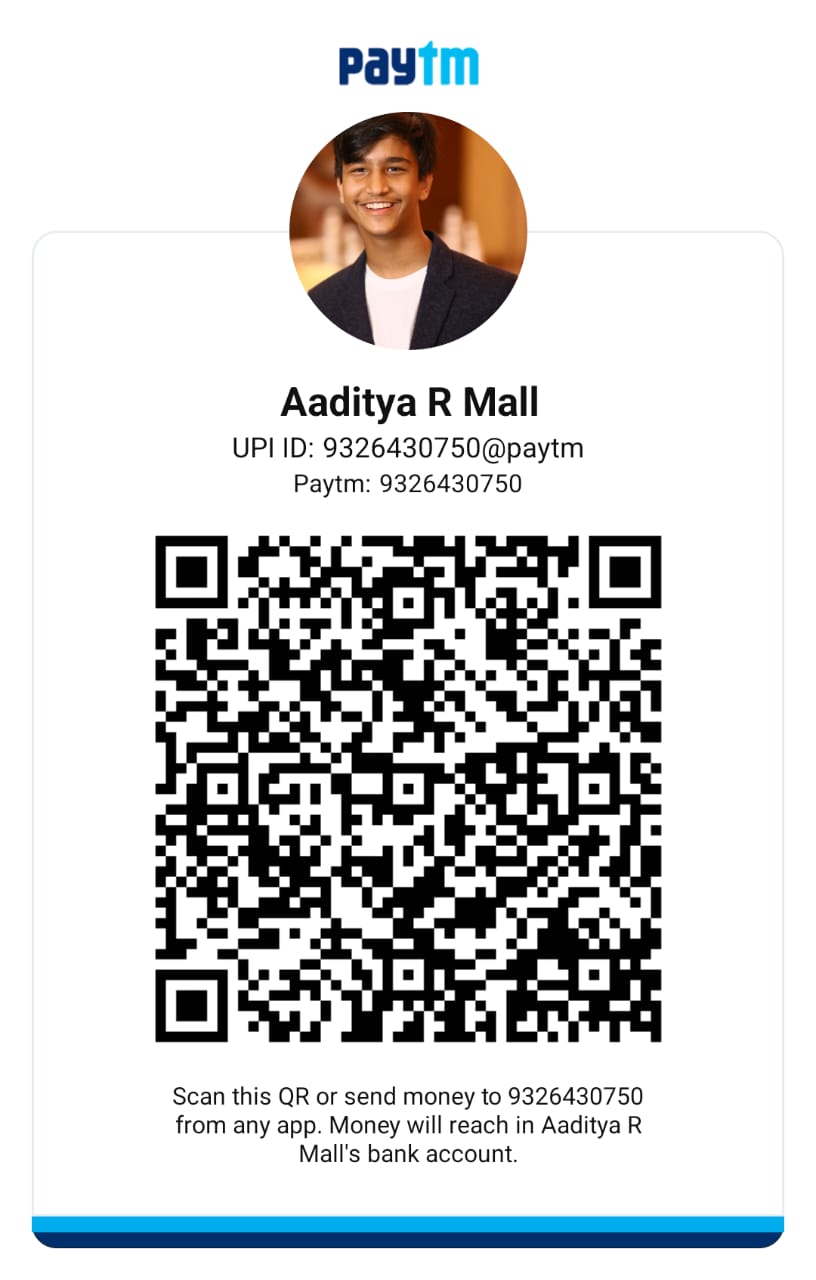 paytm
Aaditya R Mall
UPI ID: 9326430750@paytm
Paytm: 9326430750
Scan this QR or send money to 9326430750
from any app. Money will reach in Aaditya R
Mall's bank account.